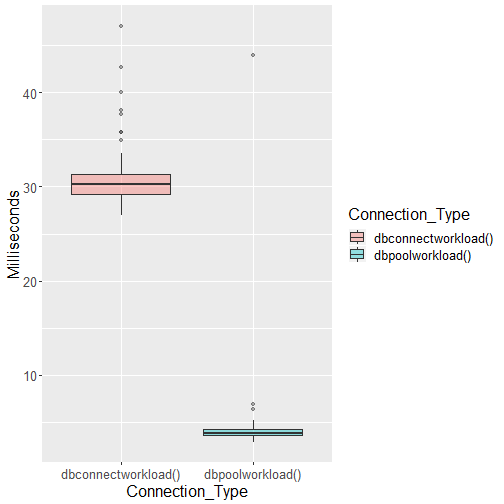 Milliseconds
40
30
20
10
dbconnectworkload()
dbpoolworkload()
Connection_Type
Connection_Type
dbconnectworkload()
dbpoolworkload()